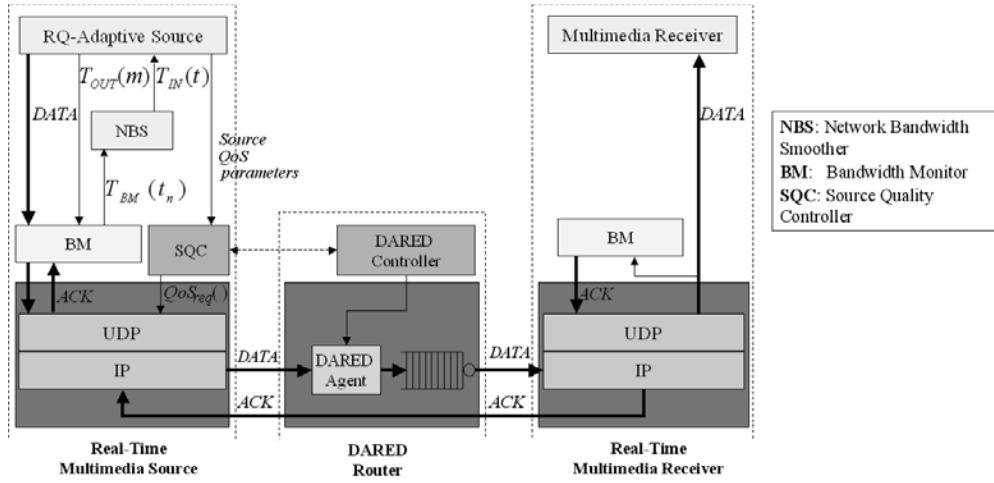 RQ-Adaptive Source
T_OUT(m) T_IN(t)
DATA
NBS
Source
QoS
parameters
T_BM (t_n)
BM
SQC
ACK
QoS_req()
UDP
IP
Real-Time
Multimedia Source
DARED
Controller
DATA
DARED
Agent
DATA
ACK
ACK
DARED
Router
Multimedia Receiver
DATA
BM
ACK
UDP
IP
Real-Time
Multimedia Receiver
NBS: Network Bandwidth
Smoother
BM: Bandwidth Monitor
SQC: Source Quality
Controller